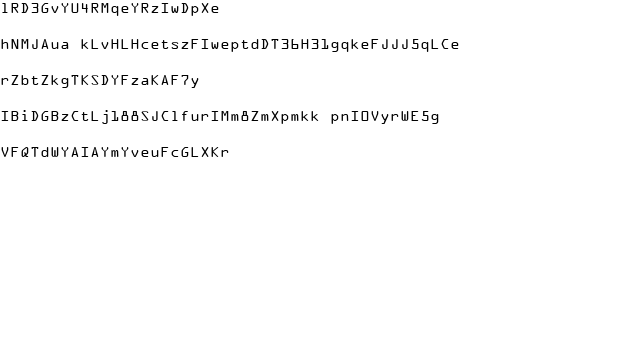 lRD3GvYU4RMqeYRzIwDpXe
hNMJAua kLvHLHcetszFIweptdDT36H31gqkeFJJJ5qLCe
rZbtZkgTKSDYFzaKAF7y
IBiDGBzCtLj188SJClfurIMm8ZmXpmkk pnIOVyrWE5g
VFQTdWYAIAYmYveuFcGLXKr